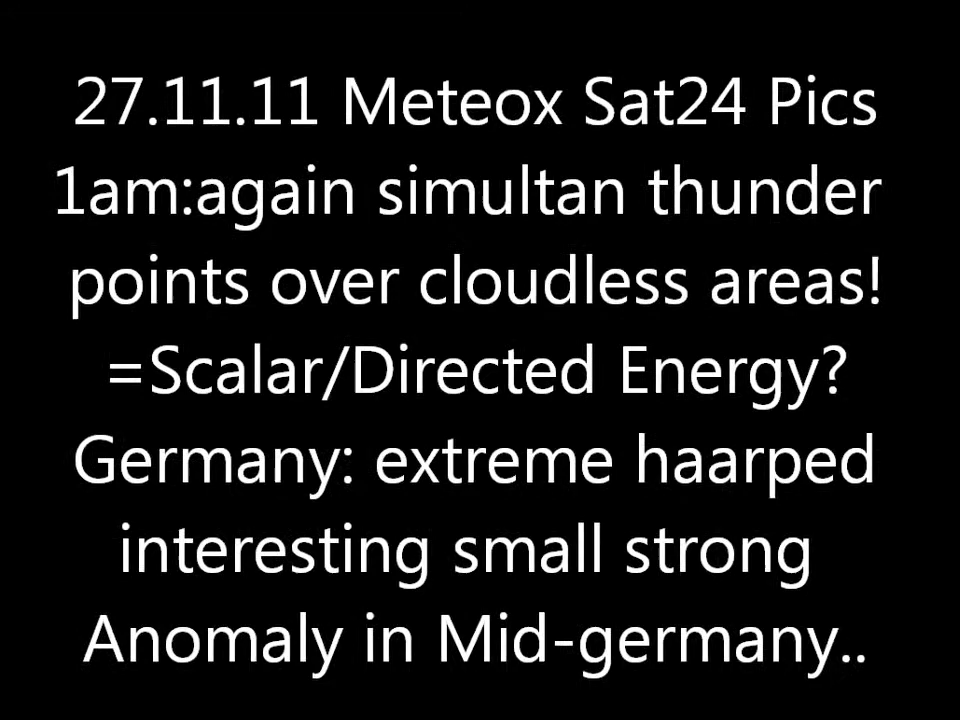 27.11.11 Meteox Sat24 Pics
1am:again simultan thunder
points over cloudless areas!
=Scalar/Directed Energy?
Germany: extreme haarped
interesting small strong
Anomaly in Mid-germany..